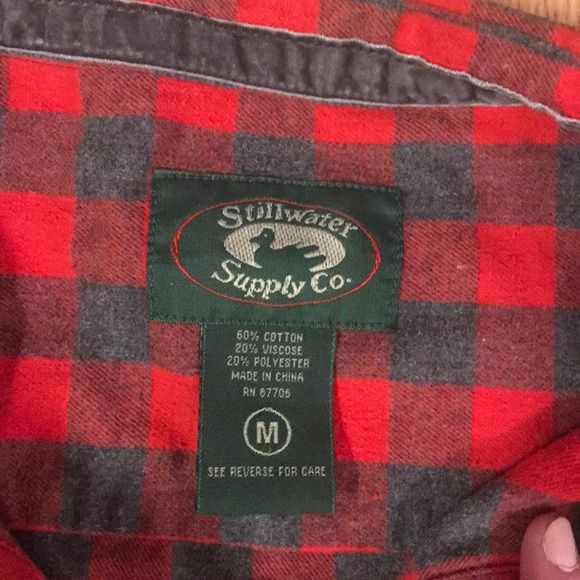 Stillwater
Supply Co.
60% COTTON
20% VISCOSE
20% POLYESTER
MADE IN CHINA
RN 87706
M
SEE REVERSE FOR CARE